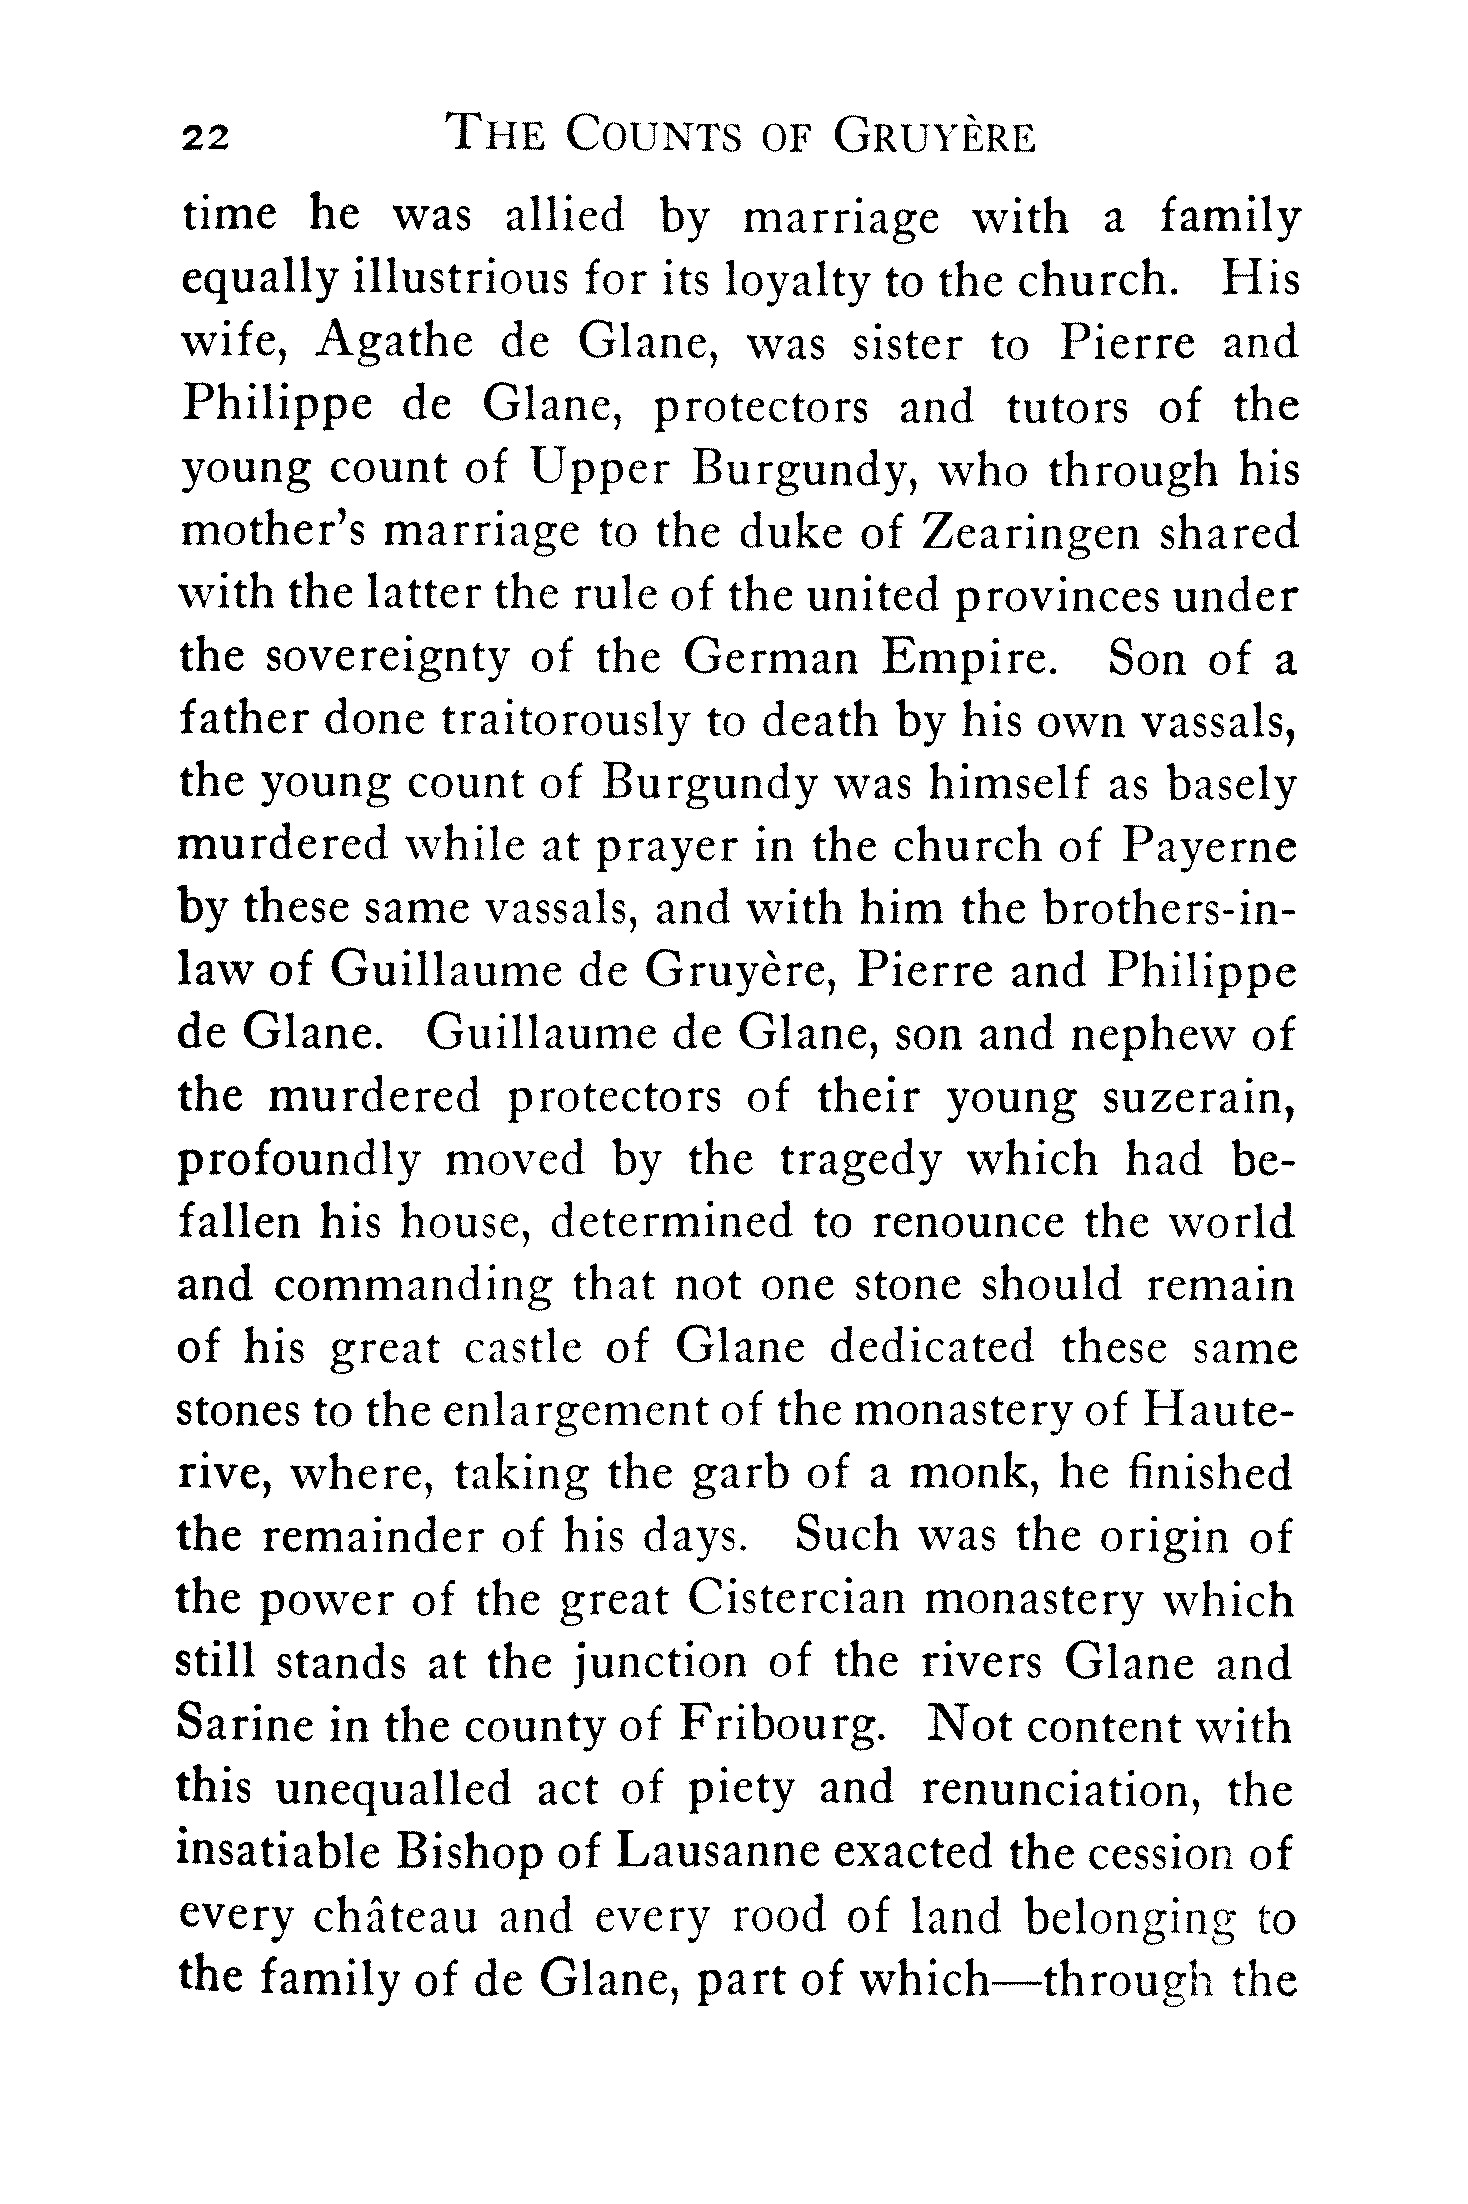 22 THE COUNTS OF GRUYÈRE
time he was allied by marriage with a family
equally illustrious for its loyalty to the church. His
wife, Agathe de Glane, was sister to Pierre and
Philippe de Glane, protectors and tutors of the
young count of Upper Burgundy, who through his
mother's marriage to the duke of Zearingen shared
with the latter the rule of the united provinces under
the sovereignty of the German Empire. Son of a
father done traitorously to death by his own vassals,
the young count of Burgundy was himself as basely
murdered while at prayer in the church of Payerne
by these same vassals, and with him the brothers-in-
law of Guillaume de Gruyère, Pierre and Philippe
de Glane. Guillaume de Glane, son and nephew of
the murdered protectors of their young suzerain,
profoundly moved by the tragedy which had be-
fallen his house, determined to renounce the world
and commanding that not one stone should remain
of his great castle of Glane dedicated these same
stones to the enlargement of the monastery of Haute-
rive, where, taking the garb of a monk, he finished
the remainder of his days. Such was the origin of
the power of the great Cistercian monastery which
still stands at the junction of the rivers Glane and
Sarine in the county of Fribourg. Not content with
this unequalled act of piety and renunciation, the
insatiable Bishop of Lausanne exacted the cession of
every château and every rood of land belonging to
the family of de Glane, part of which—through the